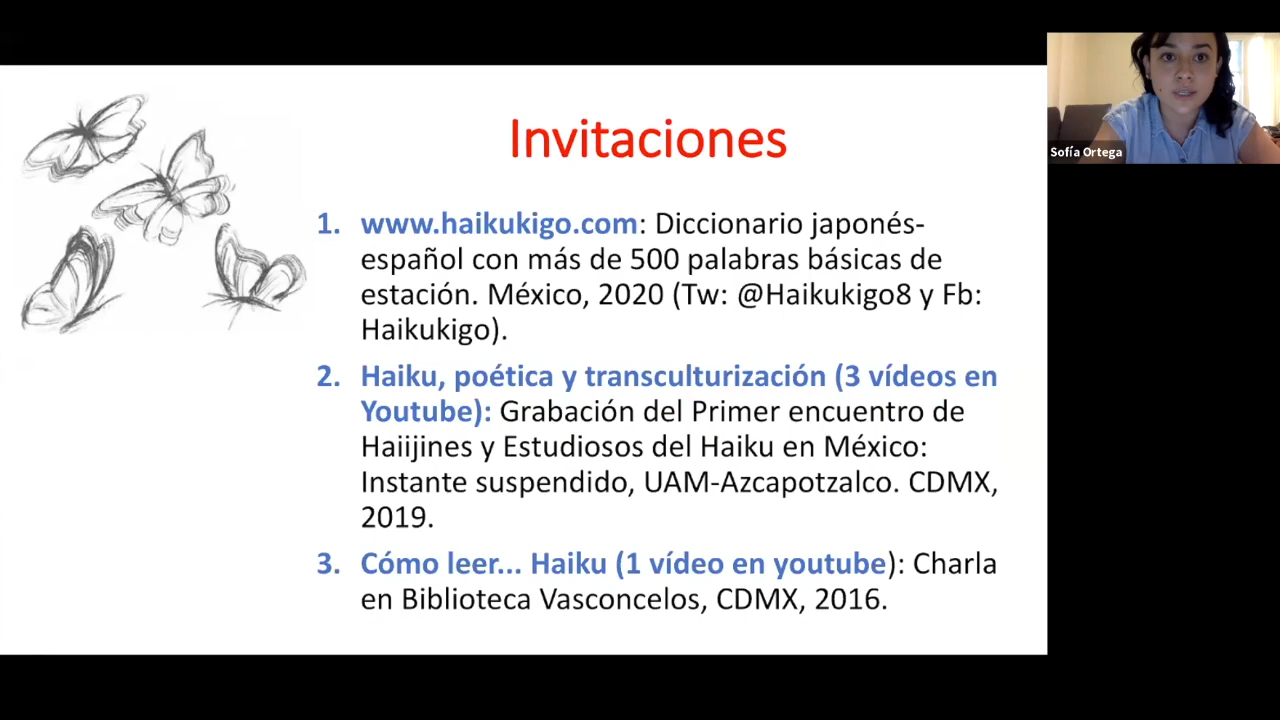 Invitaciones
1. www.haikukigo.com: Diccionario japonés-
español con más de 500 palabras básicas de
estación. México, 2020 (Tw: @Haikukigo8 y Fb:
Haikukigo).
2. Haiku, poética y transculturización (3 vídeos en
Youtube): Grabación del Primer encuentro de
Haiijines y Estudiosos del Haiku en México:
Instante suspendido, UAM-Azcapotzalco. CDMX,
2019.
3. Cómo leer... Haiku (1 vídeo en youtube): Charla
en Biblioteca Vasconcelos, CDMX, 2016.
Sofía Ortega